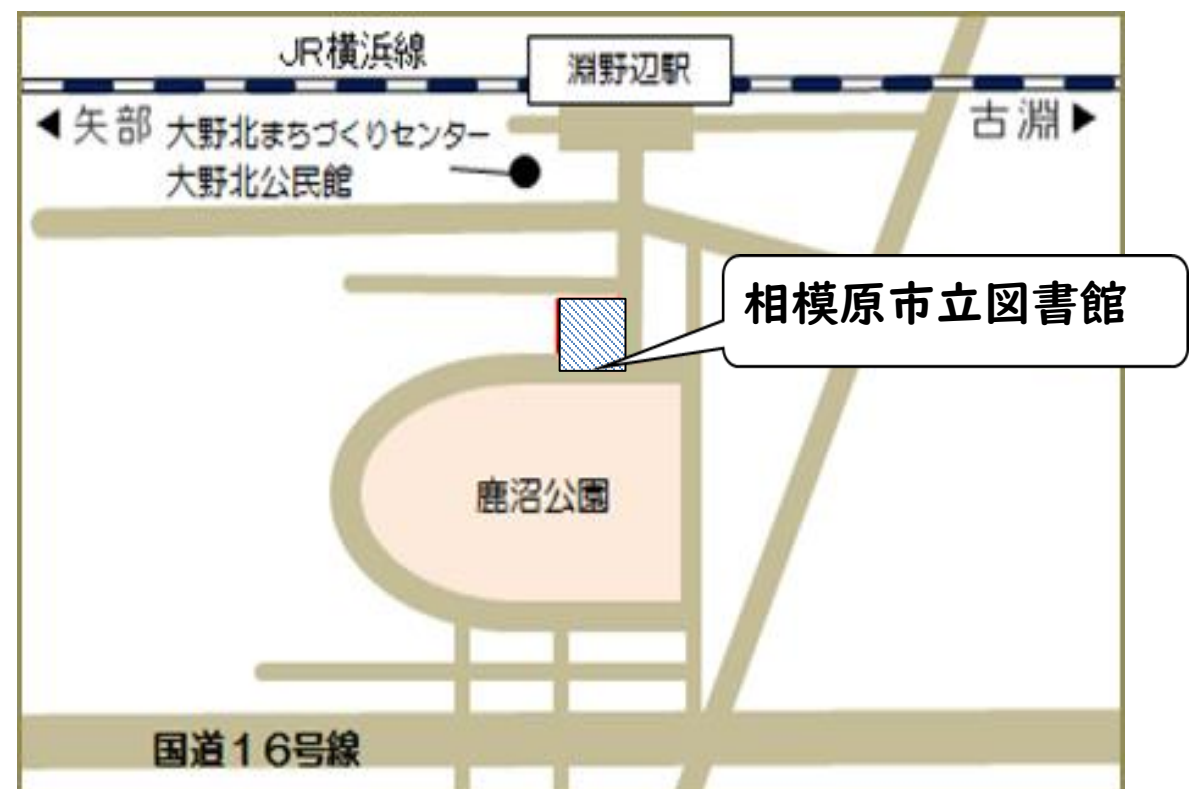 JR横浜線
淵野辺駅
◀矢部
古淵▶
大野北まちづくりセンター
大野北公民館
相模原市立図書館
鹿沼公園
国道16号線